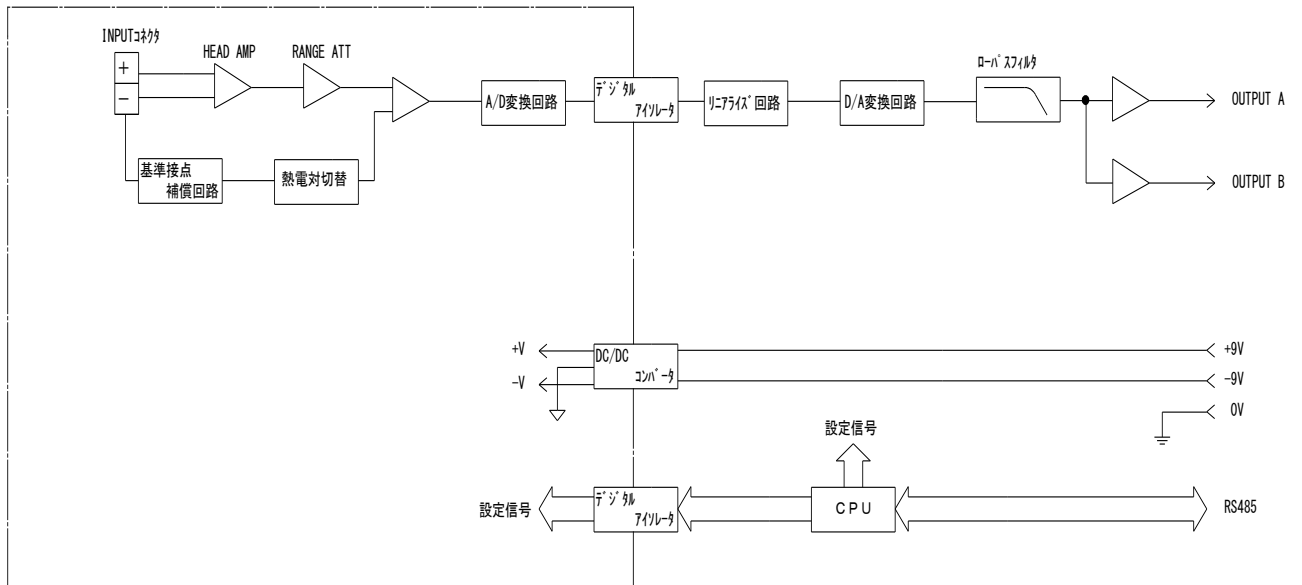 INPUTｺﾈｸﾀ
HEAD AMP
RANGE ATT
ﾛｰﾊﾟｽﾌｨﾙﾀ
+
−
A/D変換回路
ﾃﾞｼﾞﾀﾙ
ｱｲｿﾚｰﾀ
ﾘﾆｱﾗｲｽﾞ回路
D/A変換回路
OUTPUT A
基準接点
補償回路
熱電対切替
OUTPUT B
+V
DC/DC
ｺﾝﾊﾞｰﾀ
+9V
-V
-9V
0V
設定信号
設定信号
ﾃﾞｼﾞﾀﾙ
ｱｲｿﾚｰﾀ
ＣＰＵ
RS485